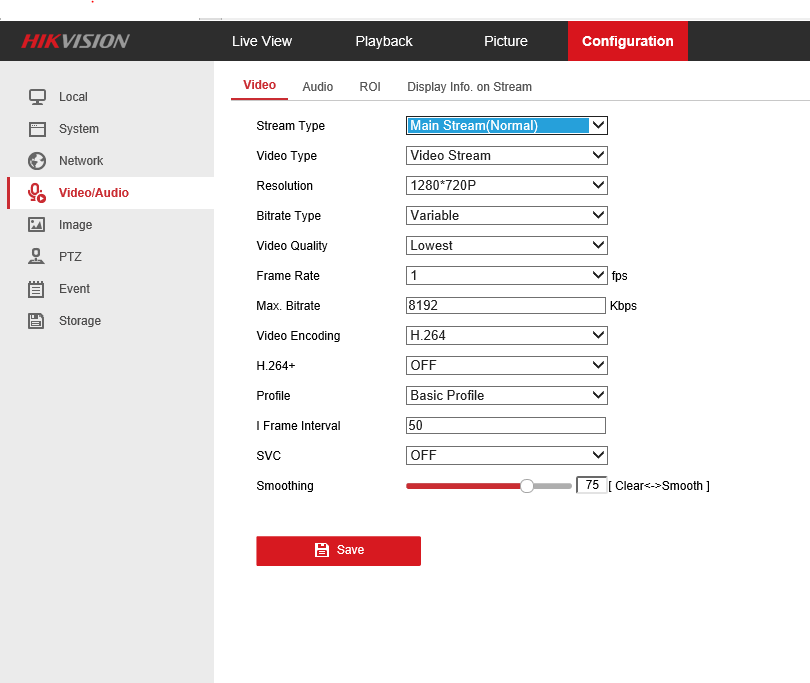 HIKVISION Live View Playback Picture Configuration
Local
System
Network
Video/Audio
Image
PTZ
Event
Storage
Video Audio ROI Display Info. on Stream
Stream Type Main Stream(Normal)
Video Type Video Stream
Resolution 1280*720P
Bitrate Type Variable
Video Quality Lowest
Frame Rate 1 fps
Max. Bitrate 8192 Kbps
Video Encoding H.264
H.264+ OFF
Profile Basic Profile
I Frame Interval 50
SVC OFF
Smoothing 75 [ Clear<->Smooth ]
Save